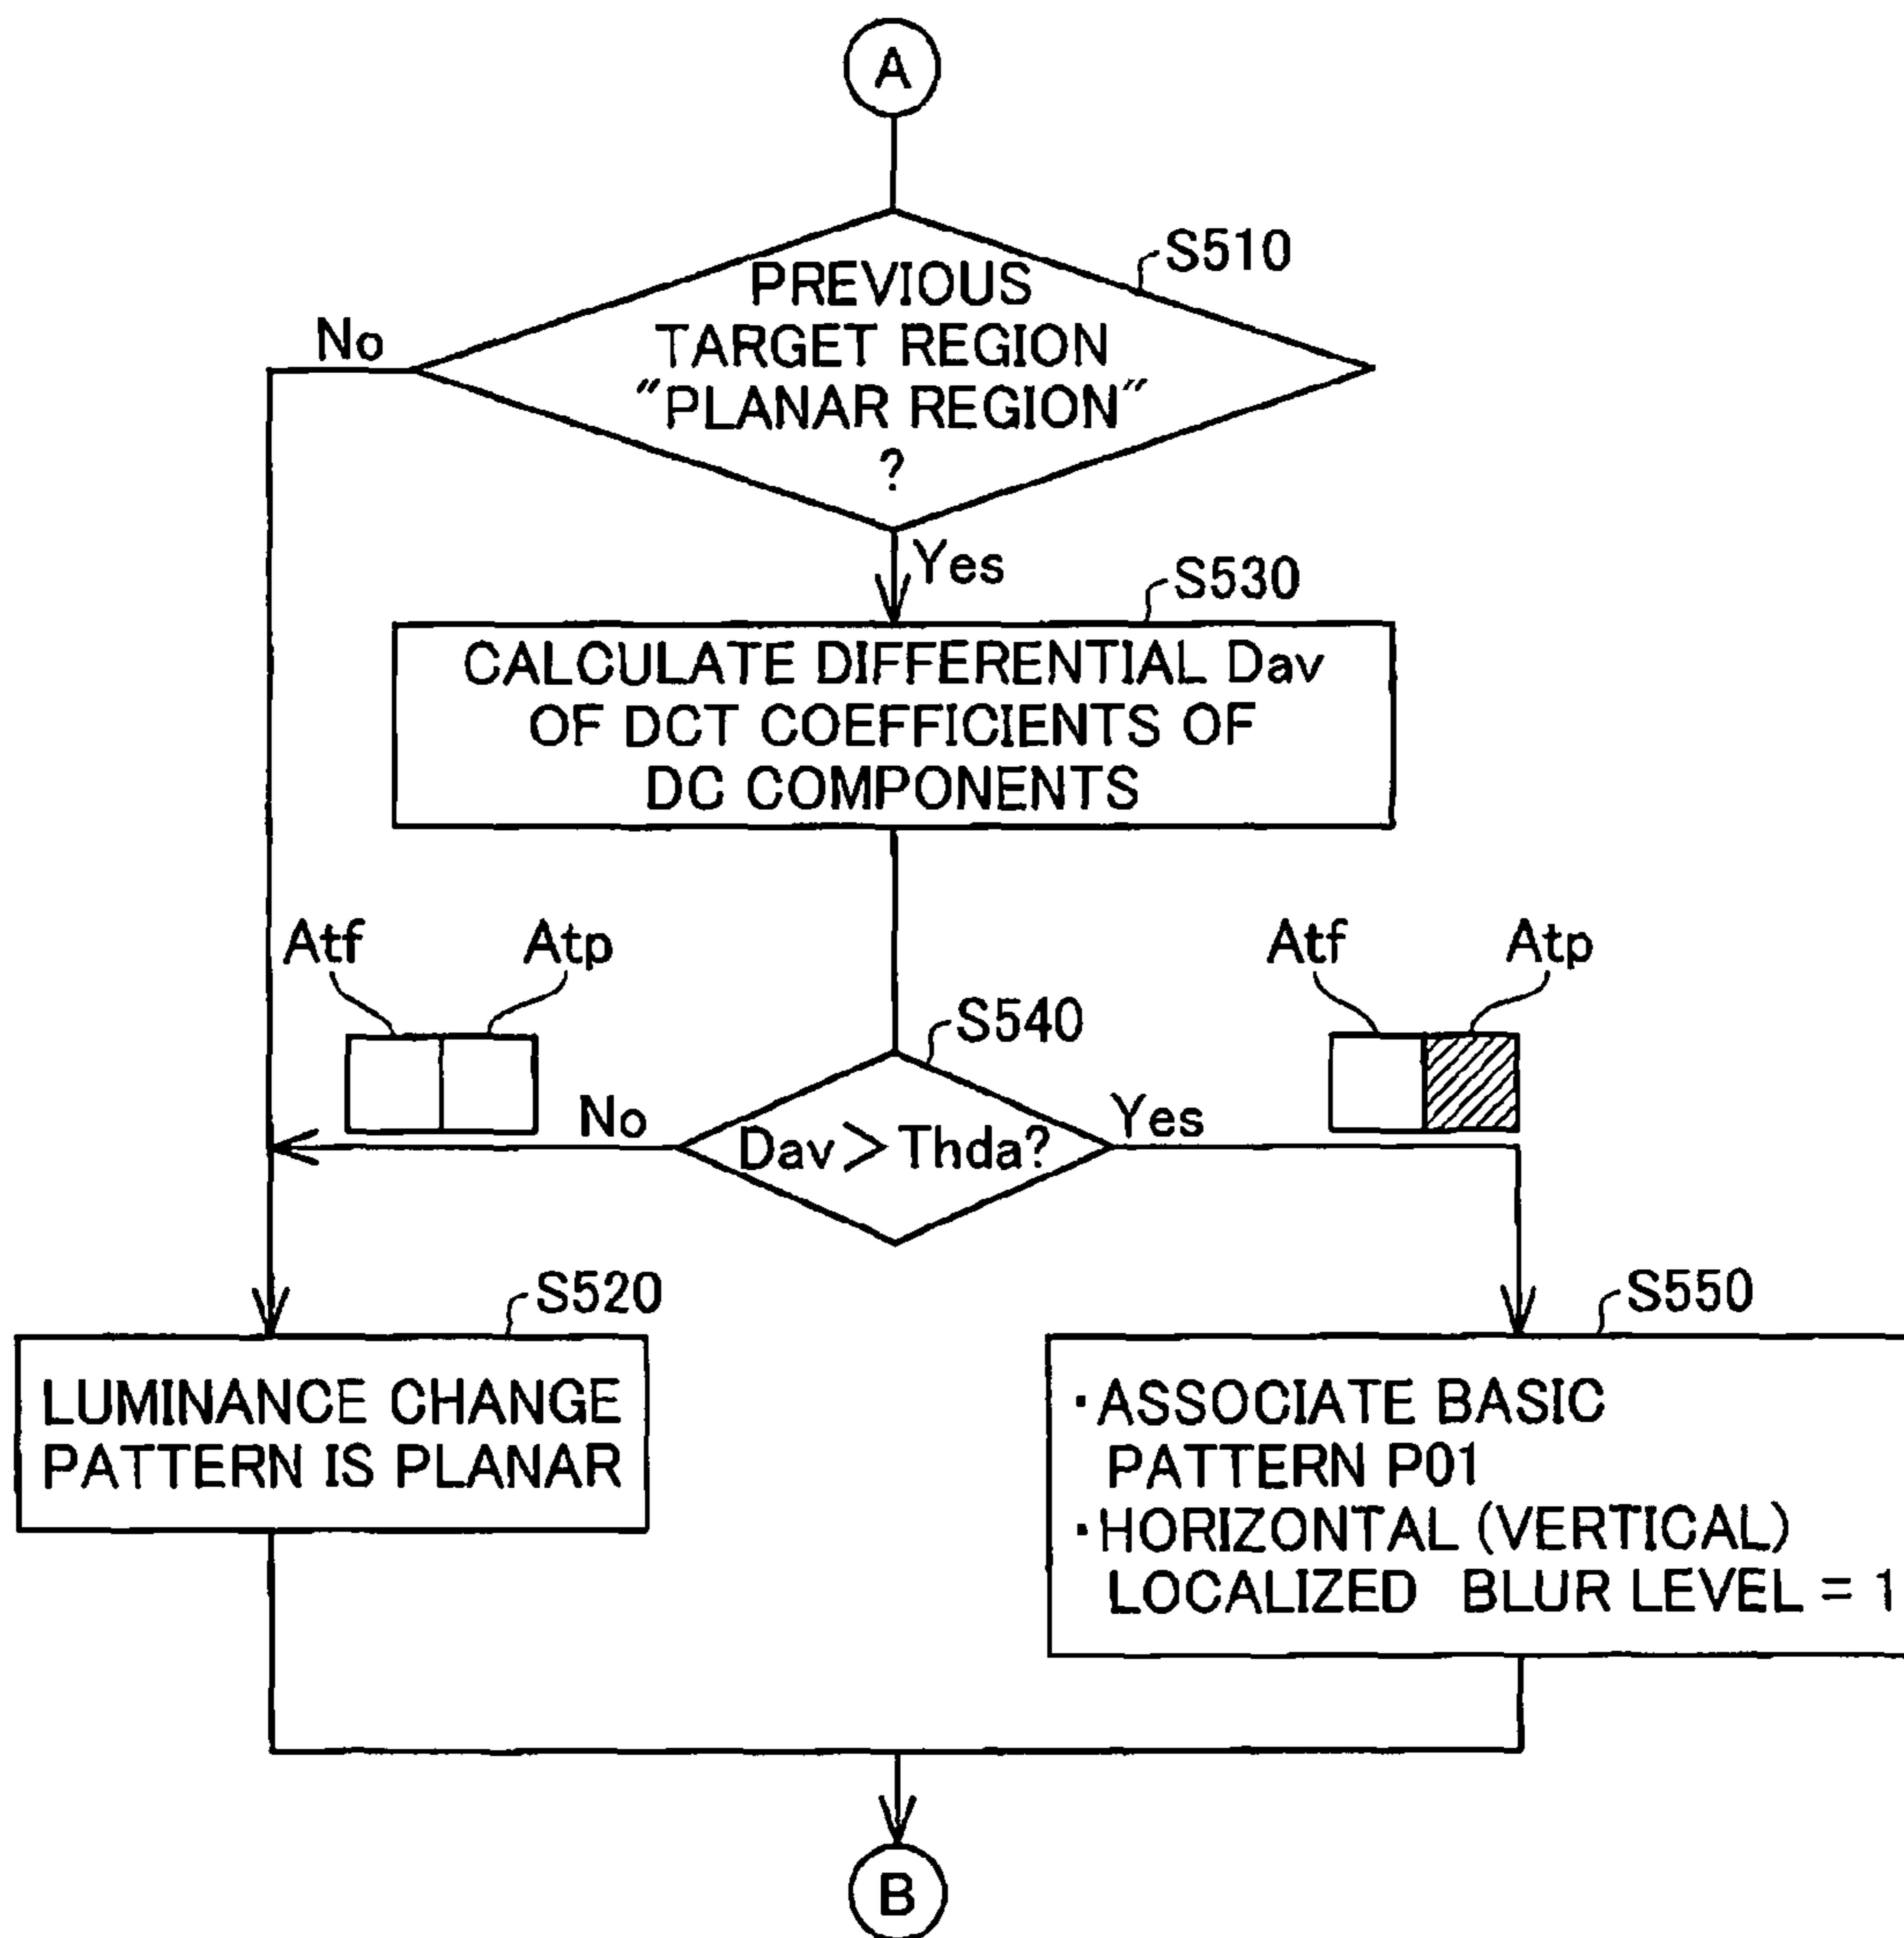 A
S510
PREVIOUS
TARGET REGION
"PLANAR REGION"
?
No
Yes
S530
CALCULATE DIFFERENTIAL Dav
OF DCT COEFFICIENTS OF
DC COMPONENTS
Atf Atp
Atf Atp
S540
No
Dav > Thda?
Yes
S520
LUMINANCE CHANGE
PATTERN IS PLANAR
S550
・ASSOCIATE BASIC
PATTERN P01
・HORIZONTAL (VERTICAL)
LOCALIZED BLUR LEVEL = 1
B